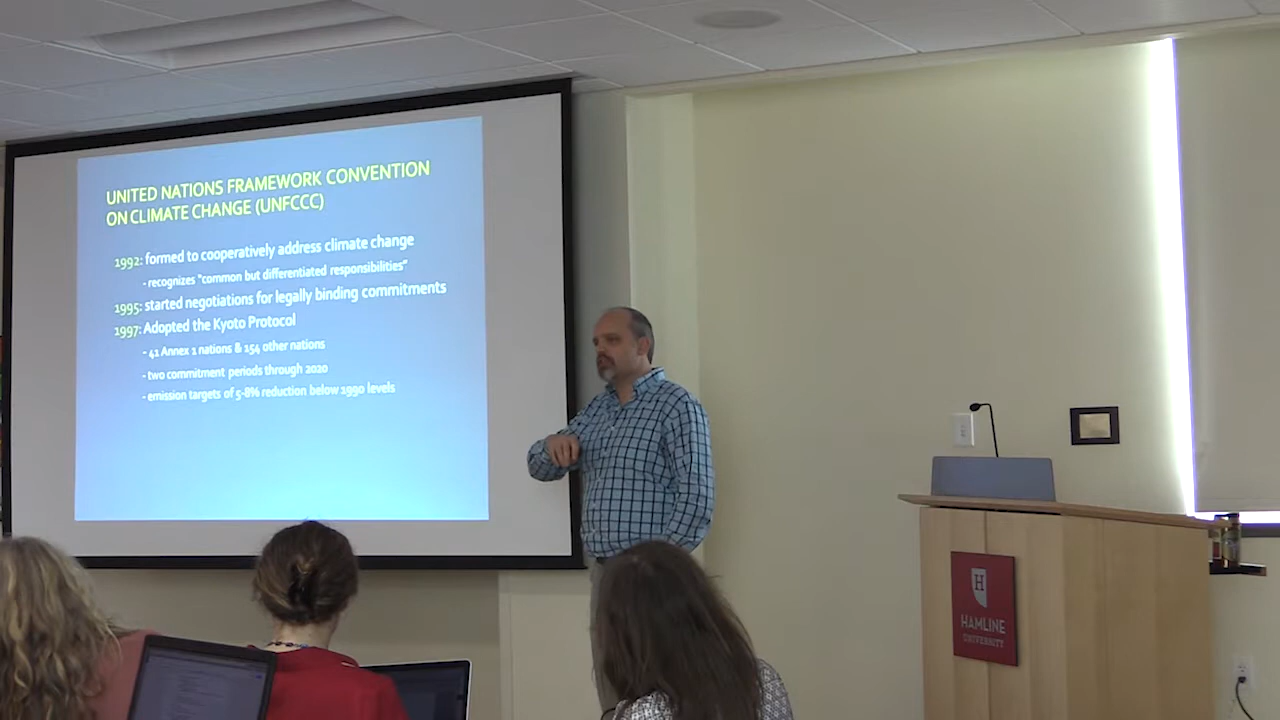 UNITED NATIONS FRAMEWORK CONVENTION
ON CLIMATE CHANGE (UNFCCC)
1992: formed to cooperatively address climate change
- recognizes "common but differentiated responsibilities"
1995: started negotiations for legally binding commitments
1997: Adopted the Kyoto Protocol
- 41 Annex 1 nations & 154 other nations
- two commitment periods through 2020
- emission targets of 5-8% reduction below 1990 levels
H
HAMLINE
UNIVERSITY